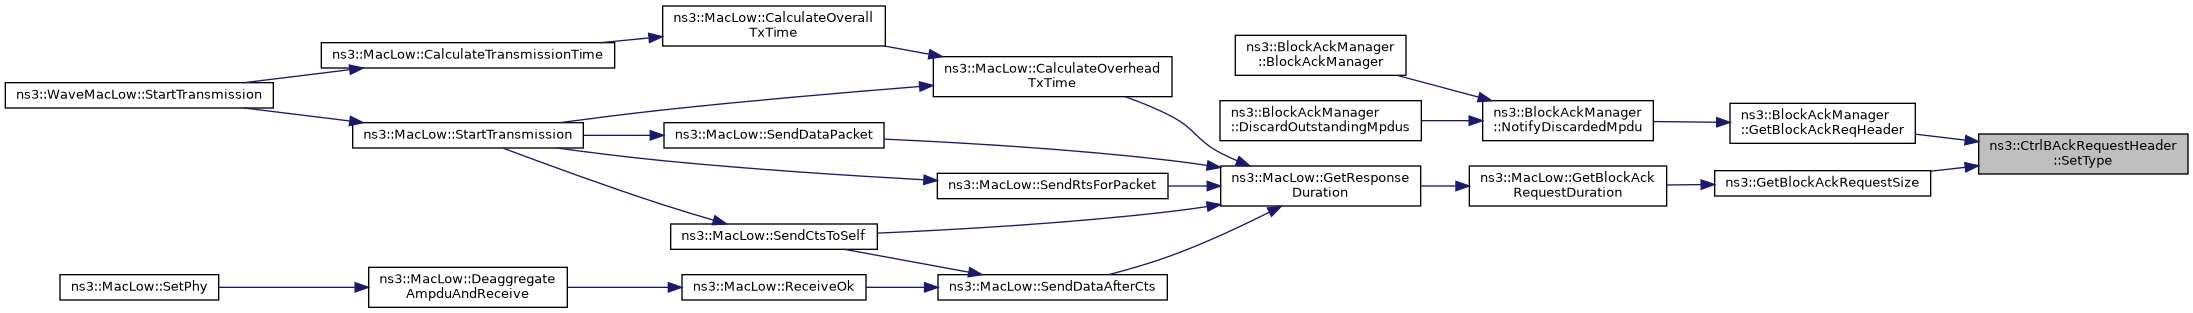 ns3::MacLow::CalculateOverall
TxTime
ns3::MacLow::CalculateTransmissionTime
ns3::WaveMacLow::StartTransmission
ns3::MacLow::CalculateOverhead
TxTime
ns3::MacLow::StartTransmission
ns3::MacLow::SendDataPacket
ns3::MacLow::SendRtsForPacket
ns3::MacLow::SendCtsToSelf
ns3::MacLow::SetPhy
ns3::MacLow::Deaggregate
AmpduAndReceive
ns3::MacLow::ReceiveOk
ns3::MacLow::SendDataAfterCts
ns3::BlockAckManager
::BlockAckManager
ns3::BlockAckManager
::DiscardOutstandingMpdus
ns3::BlockAckManager
::NotifyDiscardedMpdu
ns3::BlockAckManager
::GetBlockAckReqHeader
ns3::MacLow::GetResponse
Duration
ns3::MacLow::GetBlockAck
RequestDuration
ns3::GetBlockAckRequestSize
ns3::CtrlBAckRequestHeader
::SetType